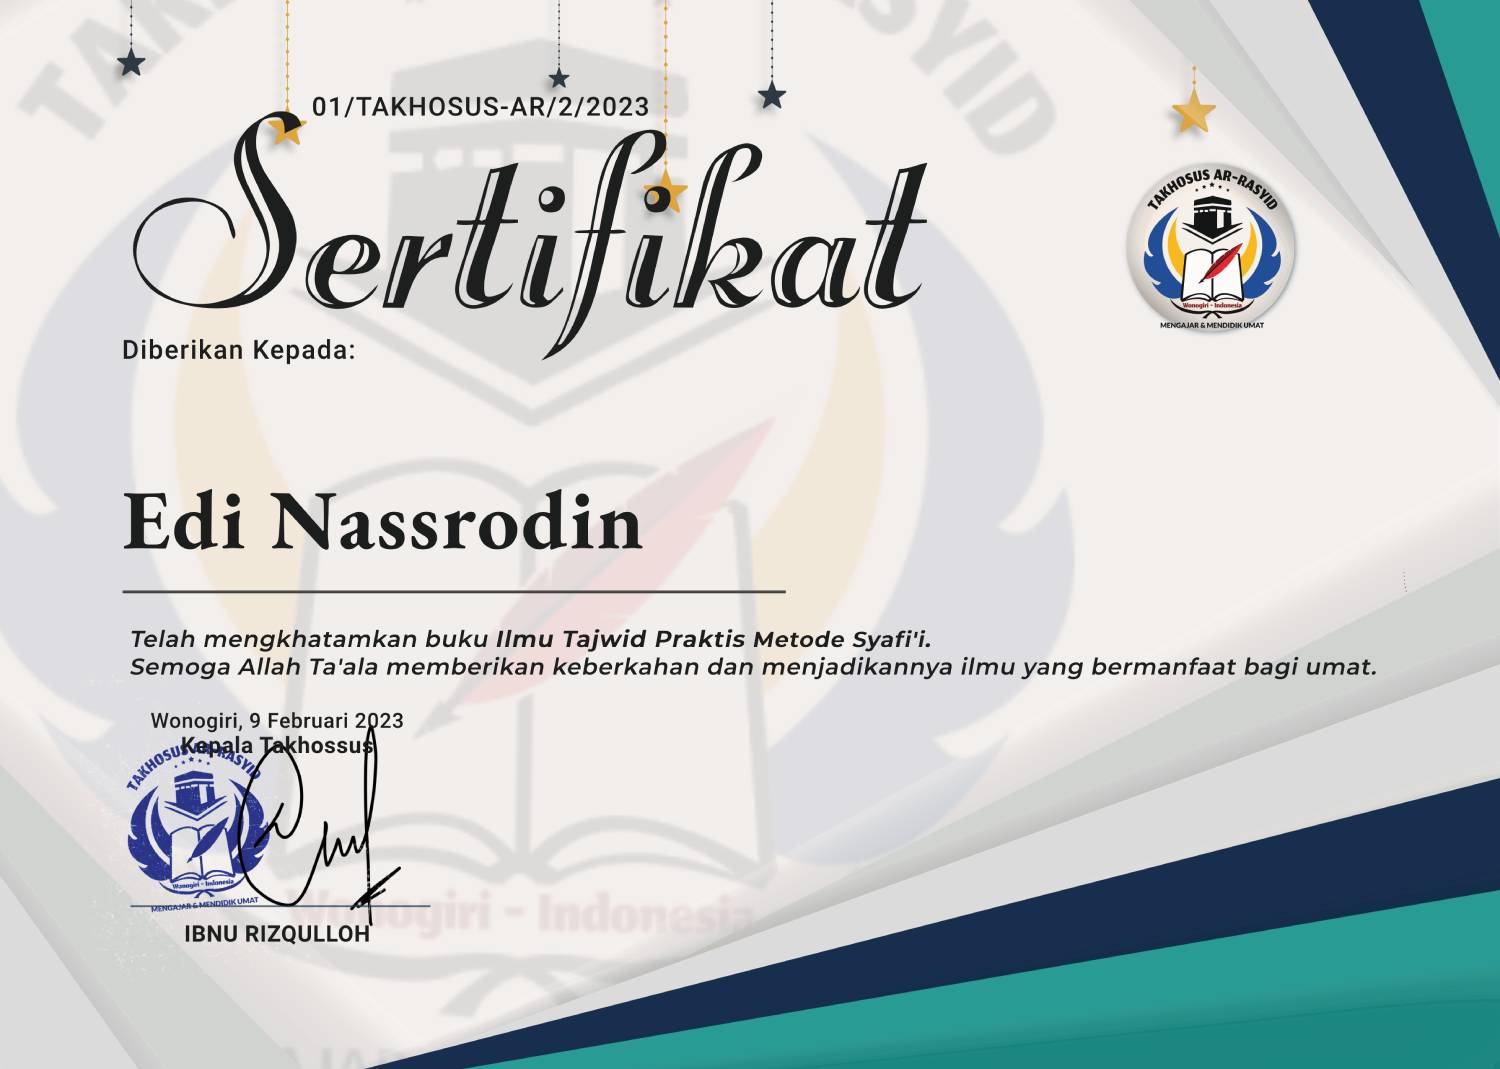 01/TAKHOSUS-AR/2/2023
Sertifikat
TAKHOSUS AR-RASYID
Wonogiri - Indonesia
MENGAJAR & MENDIDIK UMAT
Diberikan Kepada:
Edi Nassrodin
Telah mengkhatamkan buku Ilmu Tajwid Praktis Metode Syafi'i.
Semoga Allah Ta'ala memberikan keberkahan dan menjadikannya ilmu yang bermanfaat bagi umat.
Wonogiri, 9 Februari 2023
Kepala Takhossus
TAKHOSUS AR-RASYID
Wonogiri - Indonesia
MENGAJAR & MENDIDIK UMAT
IBNU RIZQULLOH
Wonogiri - Indonesia